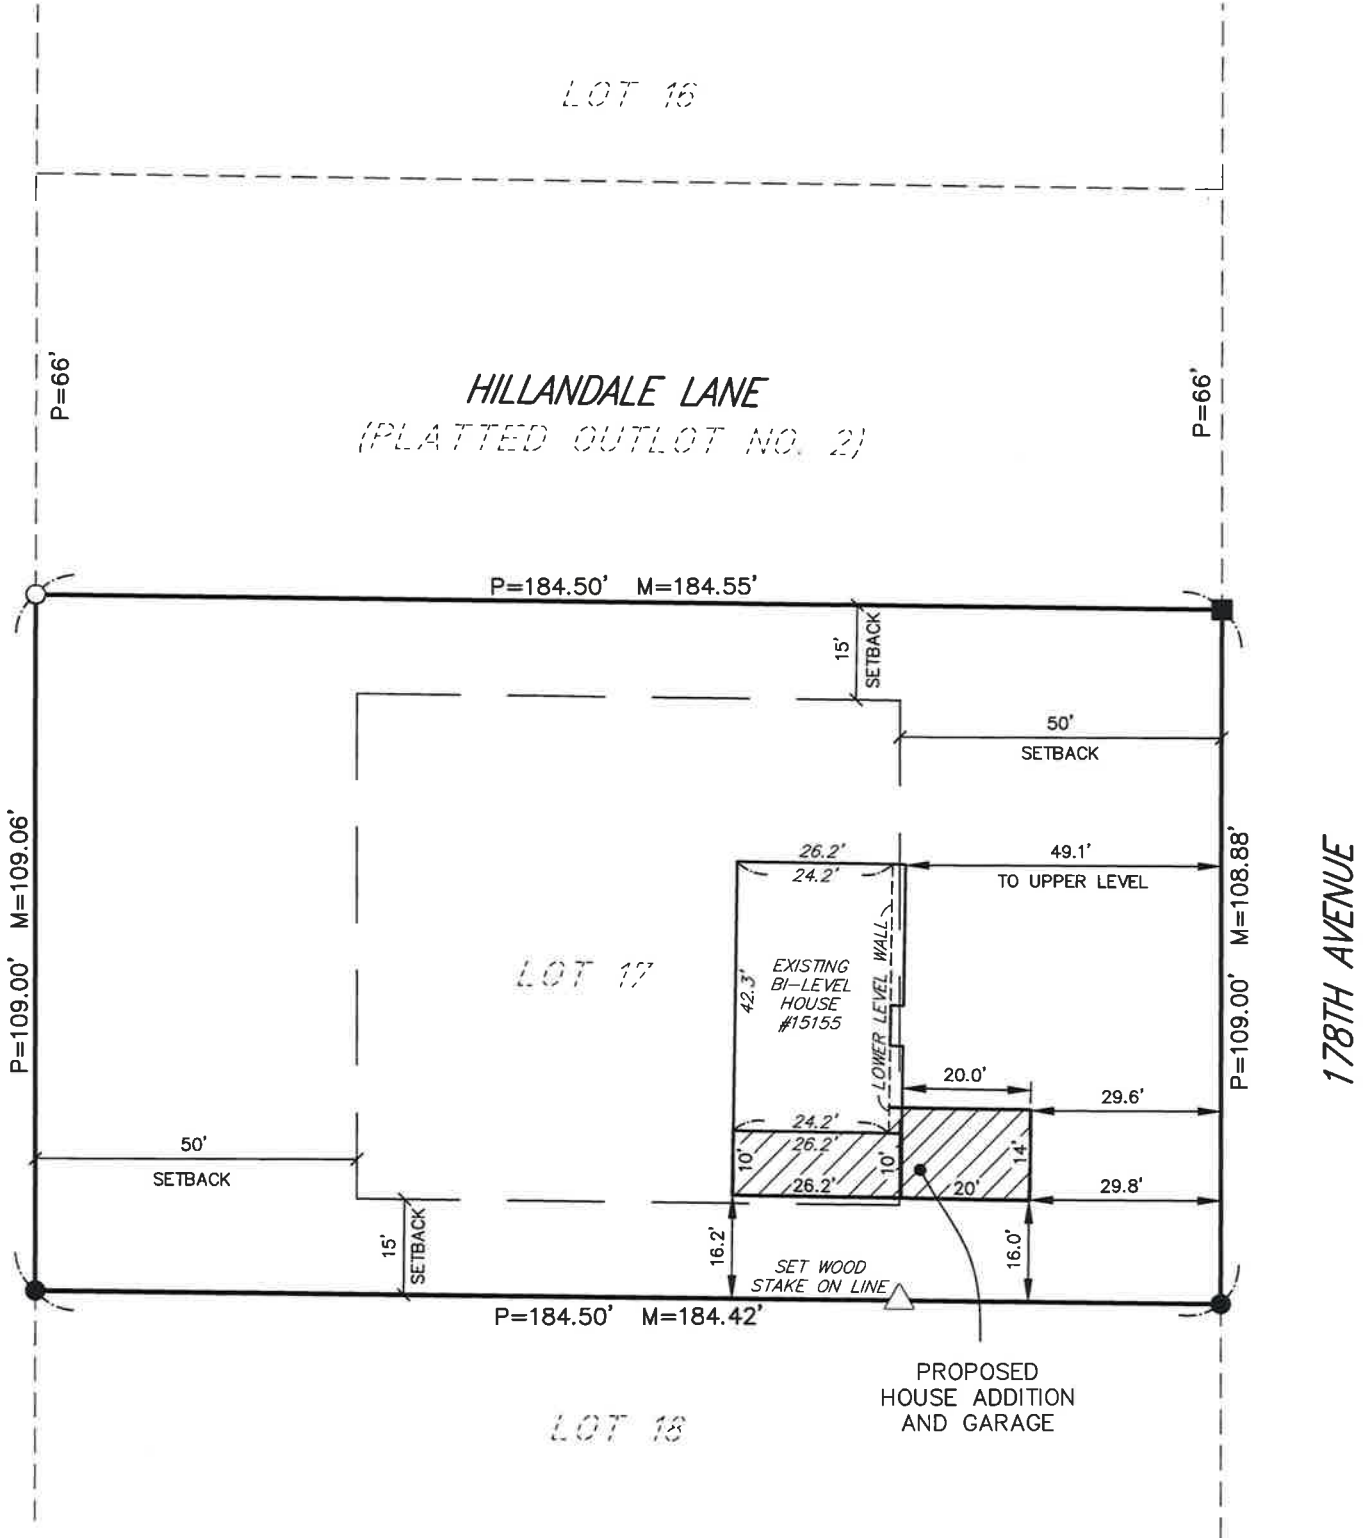 LOT 16
P=66'
P=66'
HILLANDALE LANE
(PLATTED OUTLOT NO. 2)
P=184.50' M=184.55'
15'
SETBACK
50'
SETBACK
P=109.00' M=109.06'
P=109.00' M=108.88'
178TH AVENUE
26.2'
24.2'
49.1'
TO UPPER LEVEL
LOT 17
42.3'
EXISTING
BI-LEVEL
HOUSE
#15155
LOWER LEVEL WALL
20.0'
29.6'
24.2'
26.2'
10'
10'
14'
26.2'
20'
29.8'
50'
SETBACK
15'
SETBACK
16.2'
16.0'
SET WOOD
STAKE ON LINE
P=184.50' M=184.42'
PROPOSED
HOUSE ADDITION
AND GARAGE
LOT 18